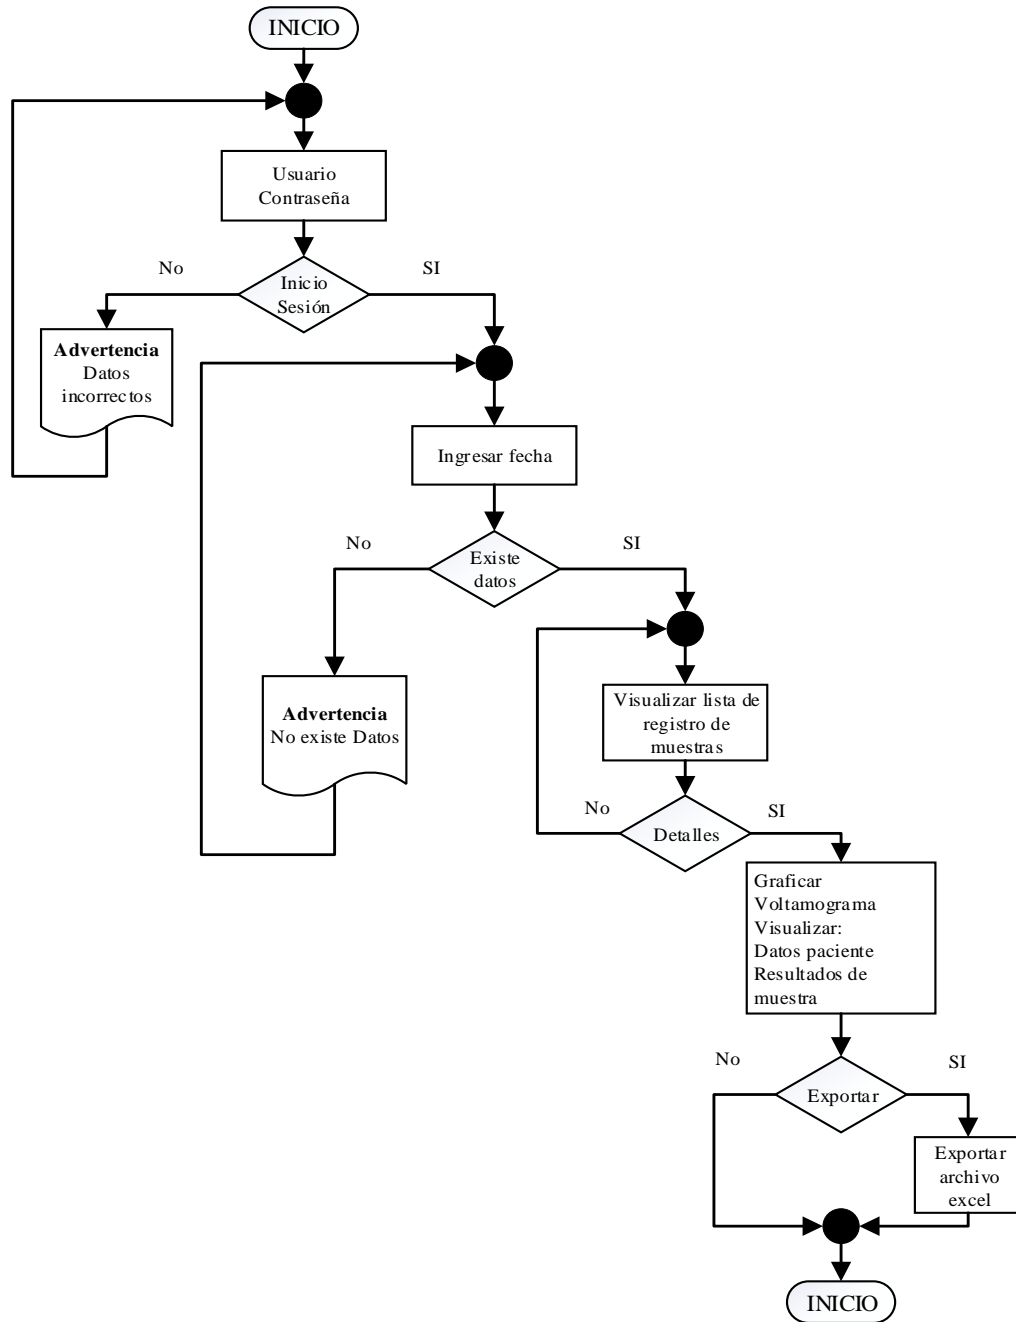 INICIO
Usuario
Contraseña
No
SI
Inicio
Sesión
Advertencia
Datos
incorrectos
Ingresar fecha
No
SI
Existe
datos
Advertencia
No existe Datos
Visualizar lista de
registro de
muestras
No
SI
Detalles
Graficar
Voltamograma
Visualizar:
Datos paciente
Resultados de
muestra
No
SI
Exportar
Exportar
archivo
excel
INICIO